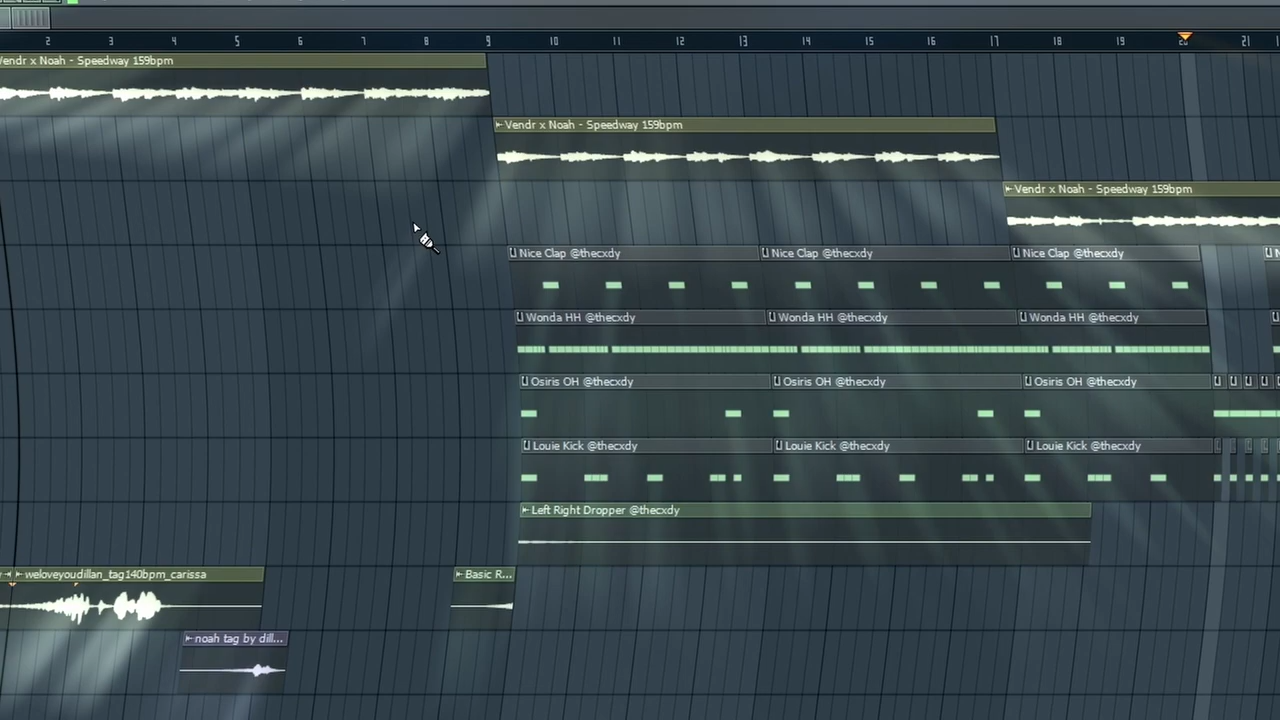 2 3 4 5 6 7 8 9 10 11 12 13 14 15 16 17 18 19 20 21
Vendr x Noah - Speedway 159bpm
Vendr x Noah - Speedway 159bpm
Vendr x Noah - Speedway 159bpm
Nice Clap @thecxdy Nice Clap @thecxdy Nice Clap @thecxdy
Wonda HH @thecxdy Wonda HH @thecxdy Wonda HH @thecxdy
Osiris OH @thecxdy Osiris OH @thecxdy Osiris OH @thecxdy
Louie Kick @thecxdy Louie Kick @thecxdy Louie Kick @thecxdy
Left Right Dropper @thecxdy
weloveyoudillan_tag140bpm_carissa Basic R...
noah tag by dill...